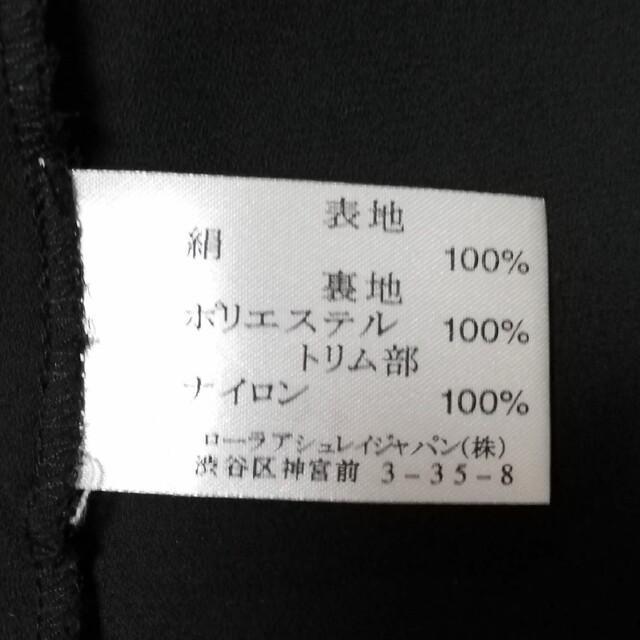 表地
絹 100%
裏地
ポリエステル 100%
トリム部
ナイロン 100%
ローラアシュレイジャパン(株)
渋谷区神宮前 3-35-8